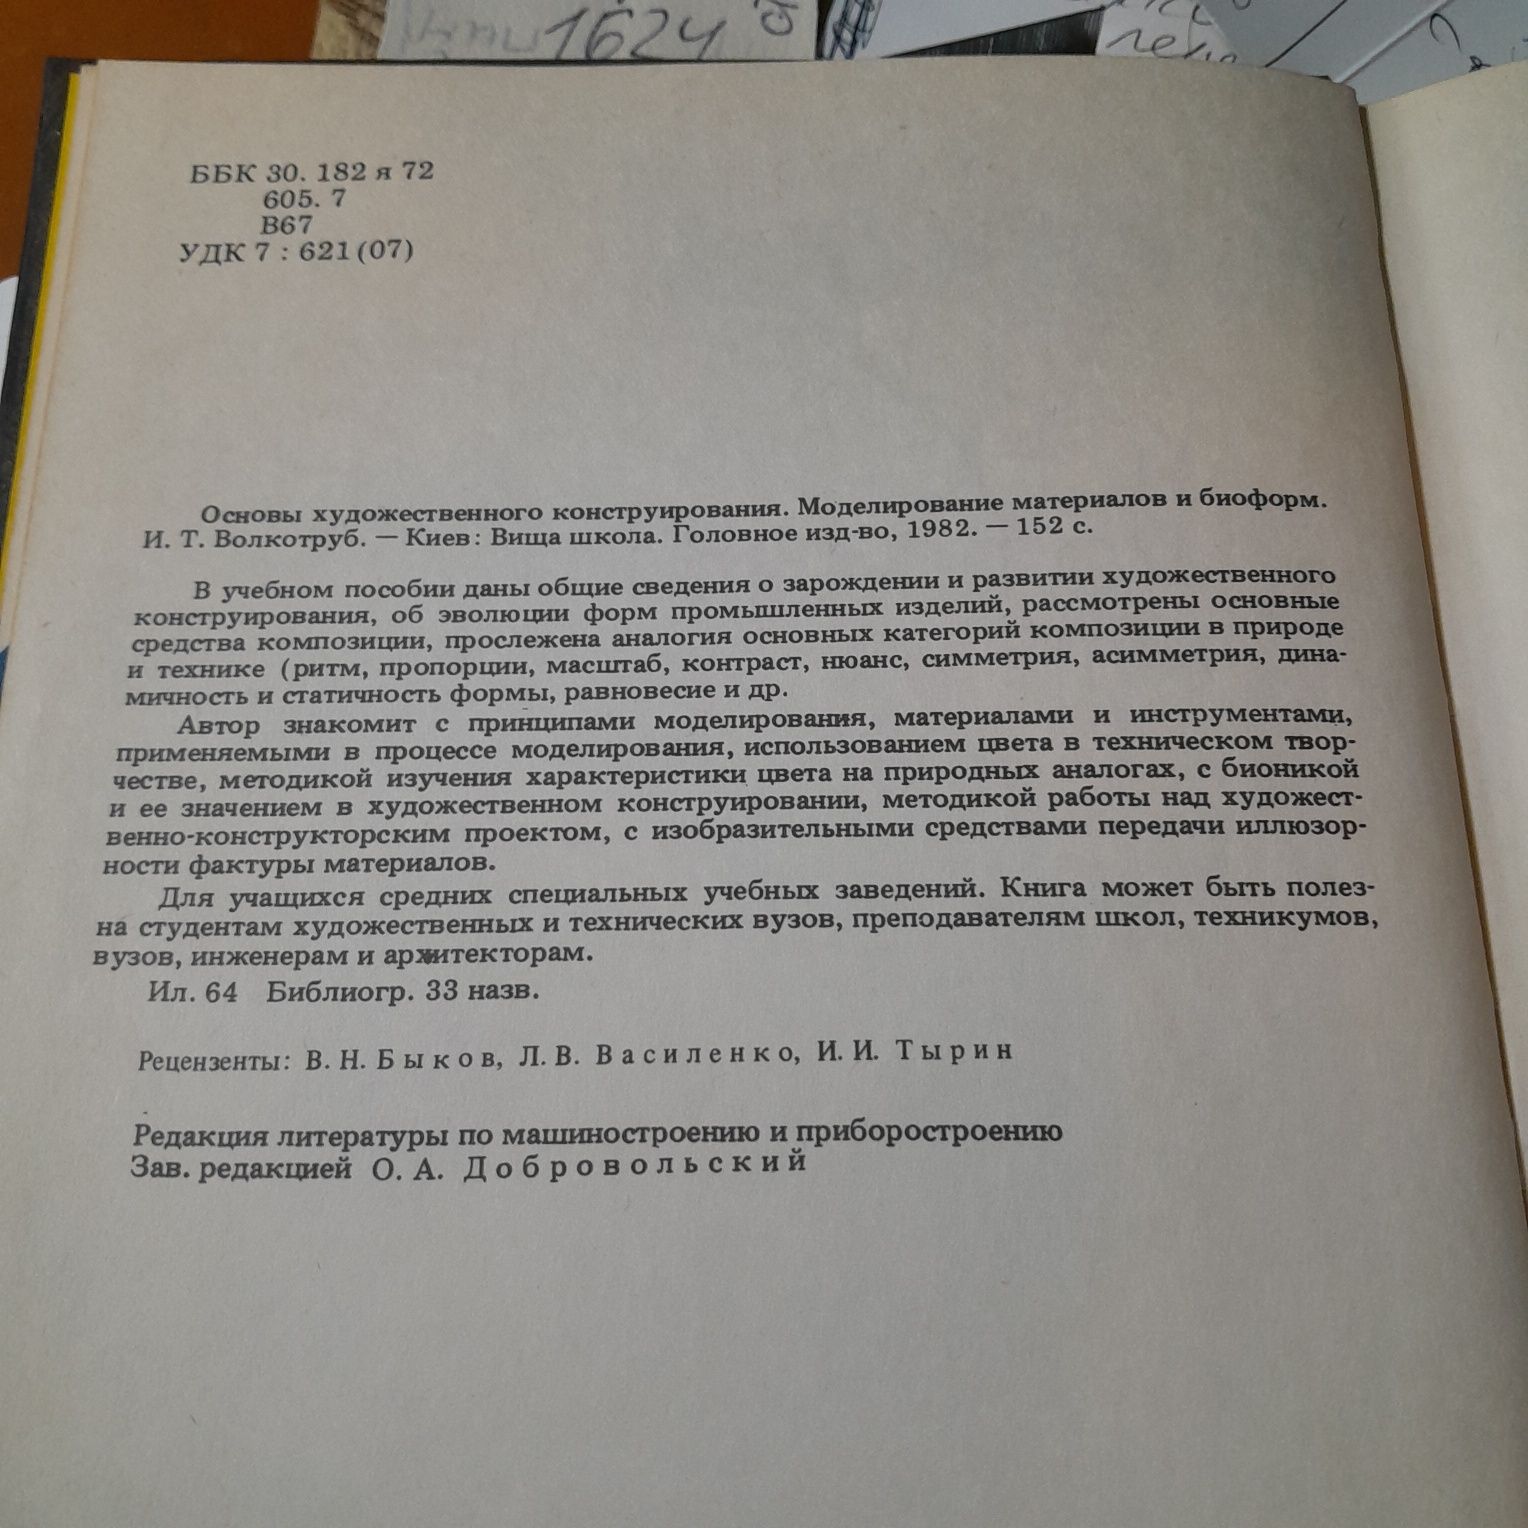 1624
ББК 30. 182 я 72
605. 7
В67
УДК 7 : 621(07)
Основы художественного конструирования. Моделирование материалов и биоформ.
И. Т. Волкотруб. — Киев: Вища школа. Головное изд-во, 1982. — 152 с.
В учебном пособии даны общие сведения о зарождении и развитии художественного
конструирования, об эволюции форм промышленных изделий, рассмотрены основные
средства композиции, прослежена аналогия основных категорий композиции в природе
и технике (ритм, пропорции, масштаб, контраст, нюанс, симметрия, асимметрия, дина-
мичность и статичность формы, равновесие и др.
Автор знакомит с принципами моделирования, материалами и инструментами,
применяемыми в процессе моделирования, использованием цвета в техническом твор-
честве, методикой изучения характеристики цвета на природных аналогах, с бионикой
и ее значением в художественном конструировании, методикой работы над художест-
венно-конструкторским проектом, с изобразительными средствами передачи иллюзор-
ности фактуры материалов.
Для учащихся средних специальных учебных заведений. Книга может быть полез-
на студентам художественных и технических вузов, преподавателям школ, техникумов,
вузов, инженерам и архитекторам.
Ил. 64 Библиогр. 33 назв.
Рецензенты: В. Н. Быков, Л. В. Василенко, И. И. Тырин
Редакция литературы по машиностроению и приборостроению
Зав. редакцией О. А. Добровольский